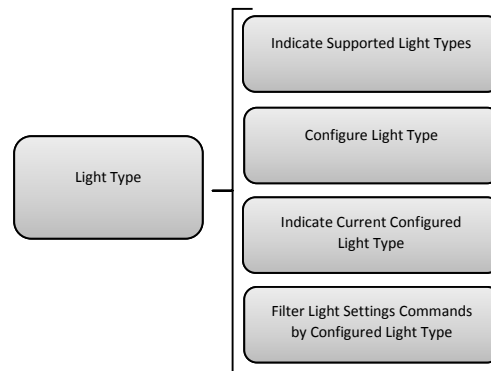 Indicate Supported Light Types
Configure Light Type
Light Type
Indicate Current Configured
Light Type
Filter Light Settings Commands
by Configured Light Type